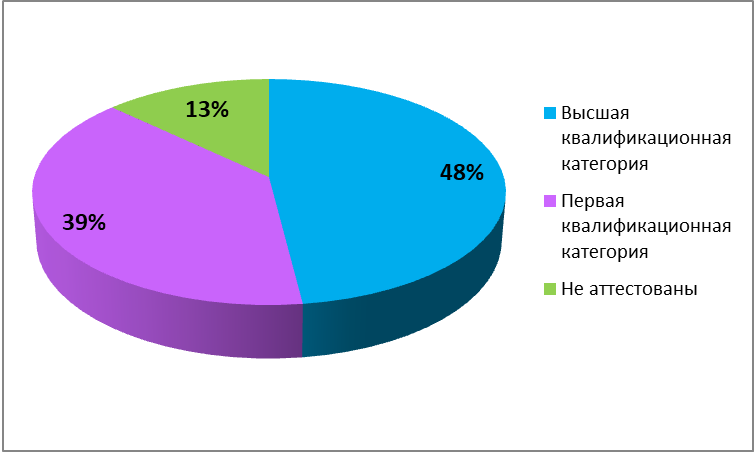 13%
48%
39%
Высшая
квалификационная
категория
Первая
квалификационная
категория
Не аттестованы